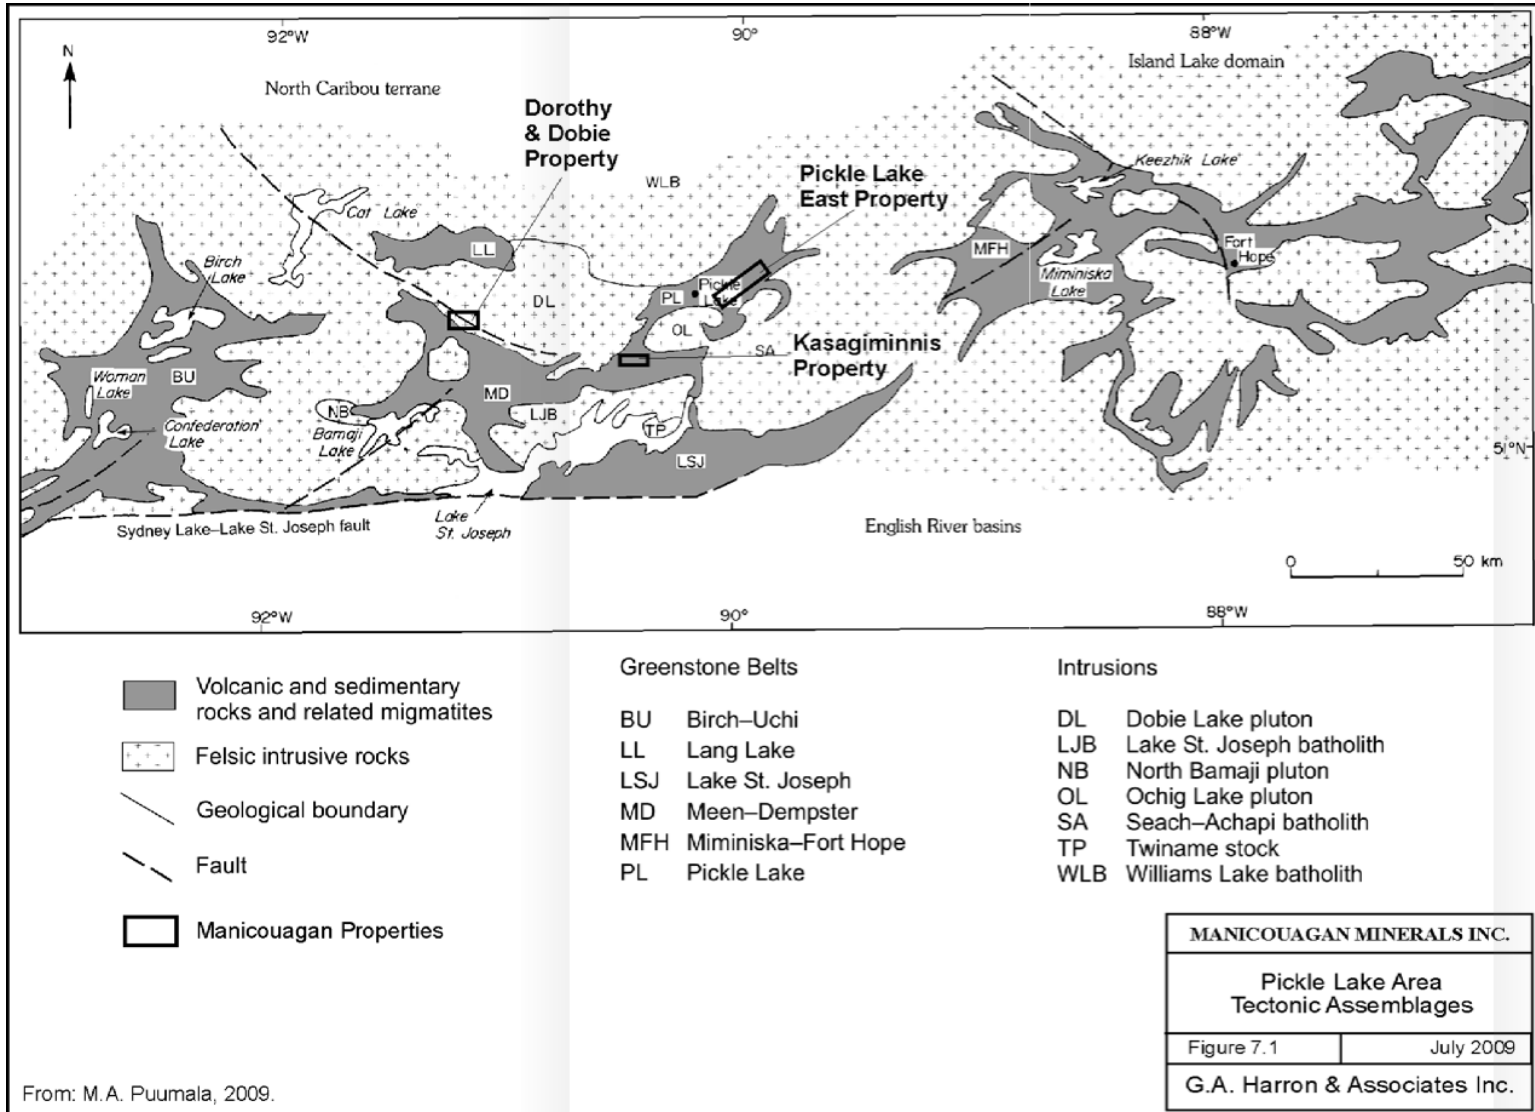 92°W
90°
88°W
N
Island Lake domain
North Caribou terrane
Dorothy
& Dobie
Property
Keezhik Lake
WLB
Pickle Lake
East Property
Cat Lake
LL
MFH
Fort
Hope
Birch
Lake
Miminiska
Lake
DL
PL
Pickle
Lake
OL
SA
Kasagiminnis
Property
Woman
Lake
BU
MD
NB
LJB
Bamaji
Lake
Confederation
Lake
TP
LSJ
51°N
Lake
St. Joseph
Sydney Lake–Lake St. Joseph fault
English River basins
0 50 km
92°W
90°
88°W
Volcanic and sedimentary
rocks and related migmatites
Felsic intrusive rocks
Geological boundary
Fault
Manicouagan Properties
Greenstone Belts
BU Birch–Uchi
LL Lang Lake
LSJ Lake St. Joseph
MD Meen–Dempster
MFH Miminiska–Fort Hope
PL Pickle Lake
Intrusions
DL Dobie Lake pluton
LJB Lake St. Joseph batholith
NB North Bamaji pluton
OL Ochig Lake pluton
SA Seach–Achapi batholith
TP Twiname stock
WLB Williams Lake batholith
MANICOUAGAN MINERALS INC.
Pickle Lake Area
Tectonic Assemblages
Figure 7.1 July 2009
G.A. Harron & Associates Inc.
From: M.A. Puumala, 2009.